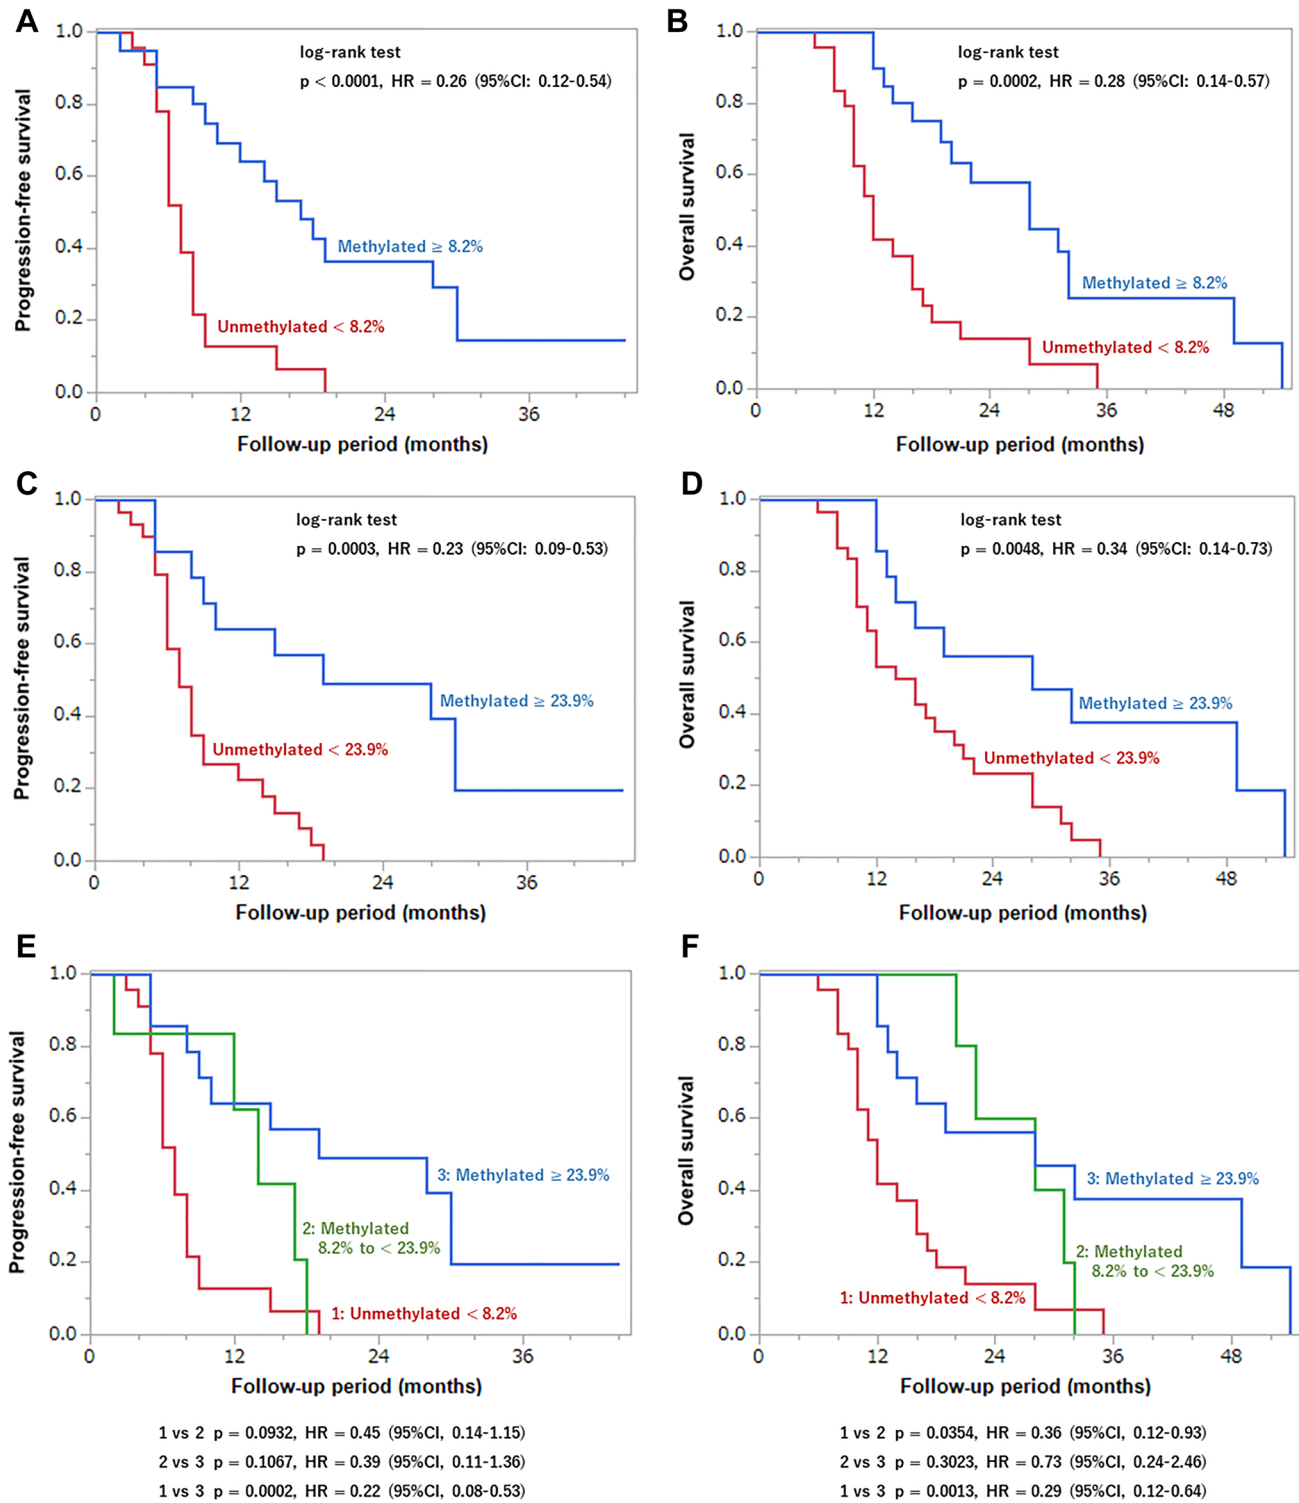 A
1.0
0.8
0.6
0.4
0.2
0.0
Progression-free survival
log-rank test
p < 0.0001, HR = 0.26 (95%CI: 0.12-0.54)
Methylated ≥ 8.2%
Unmethylated < 8.2%
0 12 24 36
Follow-up period (months)
B
1.0
0.8
0.6
0.4
0.2
0.0
Overall survival
log-rank test
p = 0.0002, HR = 0.28 (95%CI: 0.14-0.57)
Methylated ≥ 8.2%
Unmethylated < 8.2%
0 12 24 36 48
Follow-up period (months)
C
1.0
0.8
0.6
0.4
0.2
0.0
Progression-free survival
log-rank test
p = 0.0003, HR = 0.23 (95%CI: 0.09-0.53)
Methylated ≥ 23.9%
Unmethylated < 23.9%
0 12 24 36
Follow-up period (months)
D
1.0
0.8
0.6
0.4
0.2
0.0
Overall survival
log-rank test
p = 0.0048, HR = 0.34 (95%CI: 0.14-0.73)
Methylated ≥ 23.9%
Unmethylated < 23.9%
0 12 24 36 48
Follow-up period (months)
E
1.0
0.8
0.6
0.4
0.2
0.0
Progression-free survival
3: Methylated ≥ 23.9%
2: Methylated
8.2% to < 23.9%
1: Unmethylated < 8.2%
0 12 24 36
Follow-up period (months)
1 vs 2 p = 0.0932, HR = 0.45 (95%CI, 0.14-1.15)
2 vs 3 p = 0.1067, HR = 0.39 (95%CI, 0.11-1.36)
1 vs 3 p = 0.0002, HR = 0.22 (95%CI, 0.08-0.53)
F
1.0
0.8
0.6
0.4
0.2
0.0
Overall survival
3: Methylated ≥ 23.9%
2: Methylated
8.2% to < 23.9%
1: Unmethylated < 8.2%
0 12 24 36 48
Follow-up period (months)
1 vs 2 p = 0.0354, HR = 0.36 (95%CI, 0.12-0.93)
2 vs 3 p = 0.3023, HR = 0.73 (95%CI, 0.24-2.46)
1 vs 3 p = 0.0013, HR = 0.29 (95%CI, 0.12-0.64)